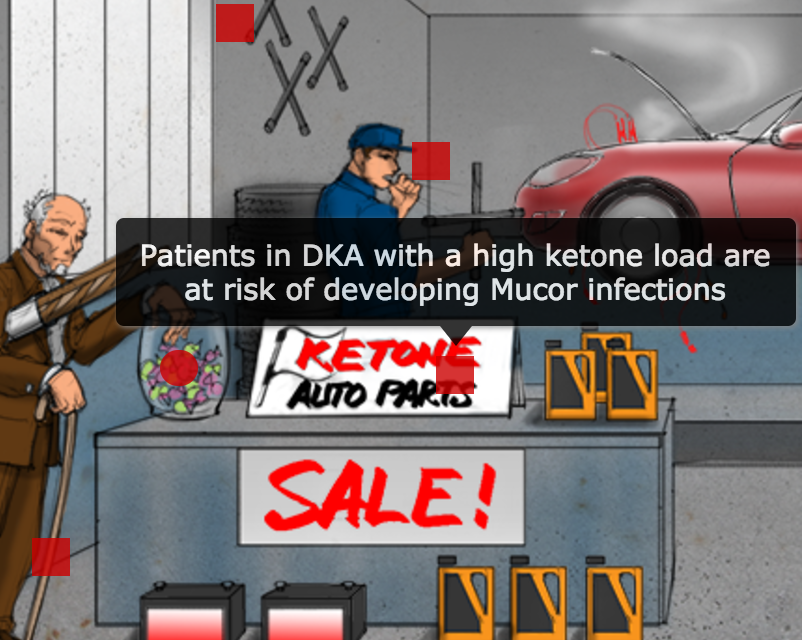 Patients in DKA with a high ketone load are
at risk of developing Mucor infections
KETONE
AUTO PARTS
SALE!